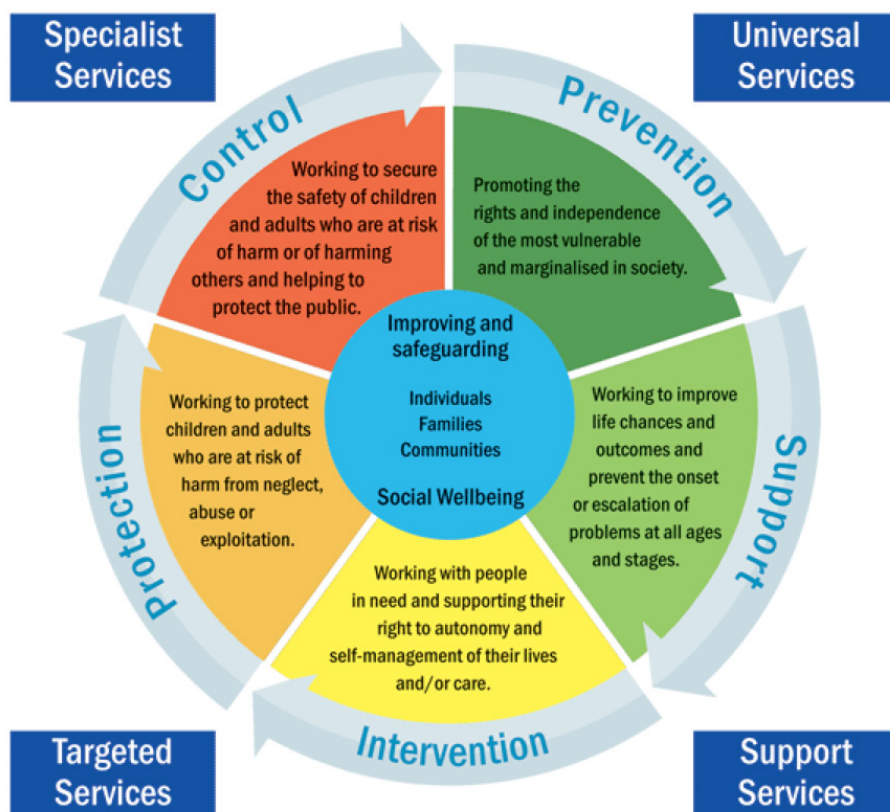 Specialist
Services
Universal
Services
Control
Prevention
Working to secure
the safety of children
and adults who are at risk
of harm or of harming
others and helping to
protect the public.
Promoting the
rights and independence
of the most vulnerable
and marginalised in society.
Improving and
safeguarding
Individuals
Families
Communities
Social Wellbeing
Protection
Working to protect
children and adults
who are at risk of
harm from neglect,
abuse or
exploitation.
Working to improve
life chances and
outcomes and
prevent the onset
or escalation of
problems at all ages
and stages.
Support
Working with people
in need and supporting their
right to autonomy and
self-management of their lives
and/or care.
Intervention
Targeted
Services
Support
Services